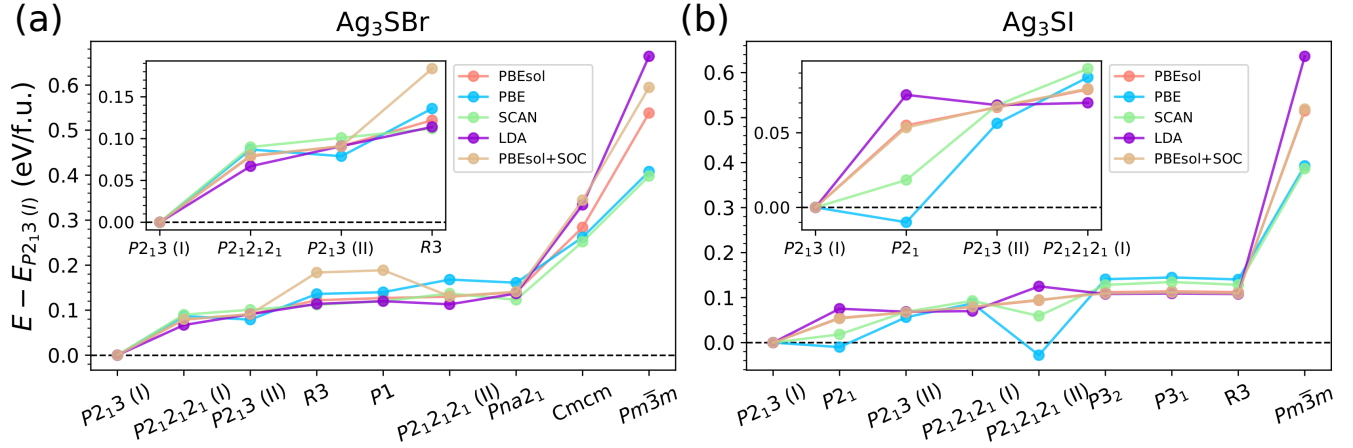 (a)
Ag₃SBr
E − E_P2₁3 (I) (eV/f.u.)
0.6
0.5
0.4
0.3
0.2
0.1
0.0
0.15
0.10
0.05
0.00
P2₁3 (I)
P2₁2₁2₁
P2₁3 (II)
R3
PBEsol
PBE
SCAN
LDA
PBEsol+SOC
P2₁3 (I)
P2₁2₁2₁ (I)
P2₁3 (II)
R3
P1
P2₁2₁2₁ (II)
Pna2₁
Cmcm
Pm3̄m
(b)
Ag₃SI
0.6
0.5
0.4
0.3
0.2
0.1
0.0
0.05
0.00
P2₁3 (I)
P2₁
P2₁3 (II)
P2₁2₁2₁ (I)
PBEsol
PBE
SCAN
LDA
PBEsol+SOC
P2₁3 (I)
P2₁
P2₁3 (II)
P2₁2₁2₁ (I)
P2₁2₁2₁ (II)
P3₂
P3₁
R3
Pm3̄m